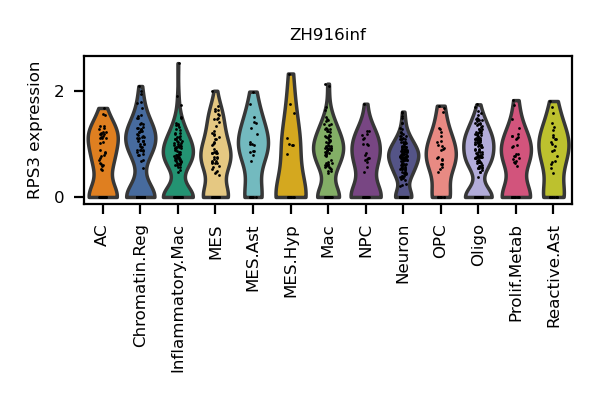 ZH916inf
RPS3 expression
2
0
AC
Chromatin.Reg
Inflammatory.Mac
MES
MES.Ast
MES.Hyp
Mac
NPC
Neuron
OPC
Oligo
Prolif.Metab
Reactive.Ast